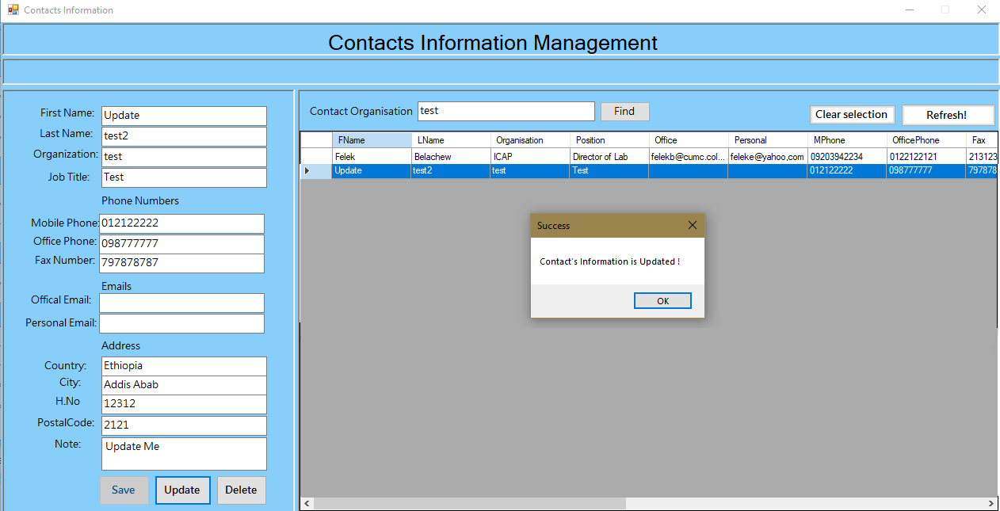 Contacts Information
Contacts Information Management
First Name: Update
Last Name: test2
Organization: test
Job Title: Test
Phone Numbers
Mobile Phone: 012122222
Office Phone: 098777777
Fax Number: 797878787
Emails
Offical Email:
Personal Email:
Address
Country: Ethiopia
City: Addis Abab
H.No 12312
PostalCode: 2121
Note: Update Me
Save Update Delete
Contact Organisation test Find Clear selection Refresh!
FName LName Organisation Position Office Personal MPhone OfficePhone Fax
Felek Belachew ICAP Director of Lab felekb@cumc.col... feleke@yahoo,com 09203942234 0122122121 213123
Update test2 test Test 012122222 098777777 797878
Success
Contact's Information is Updated !
OK